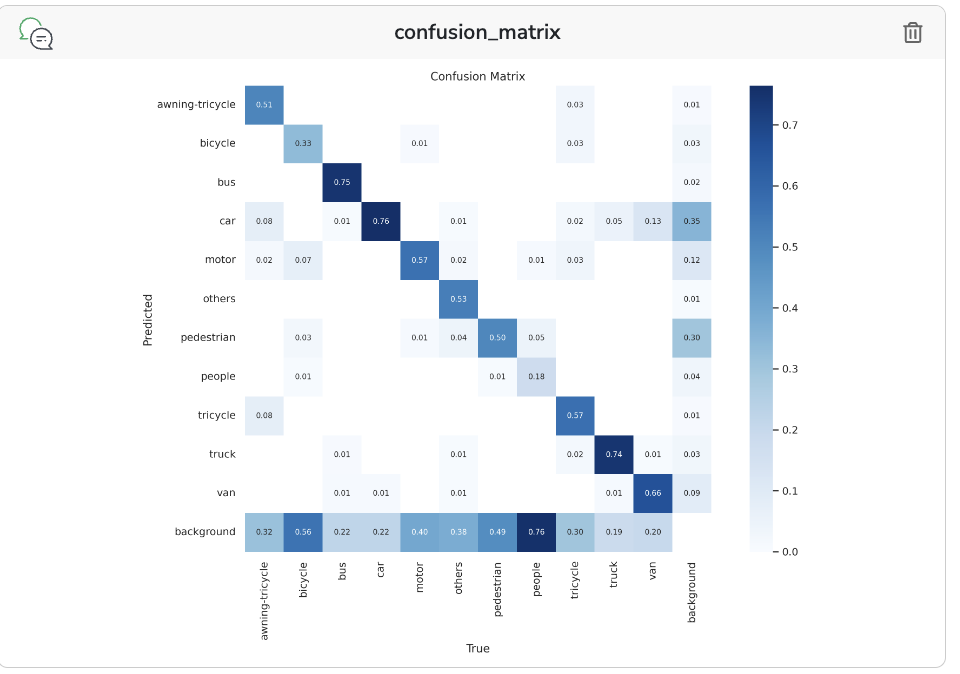 confusion_matrix
Confusion Matrix
awning-tricycle 0.51 0.03 0.01
bicycle 0.33 0.01 0.03 0.03
bus 0.75 0.02
car 0.08 0.01 0.76 0.01 0.02 0.05 0.13 0.35
motor 0.02 0.07 0.57 0.02 0.01 0.03 0.12
others 0.53 0.01
pedestrian 0.03 0.01 0.04 0.50 0.05 0.30
people 0.01 0.01 0.18 0.04
tricycle 0.08 0.57 0.01
truck 0.01 0.01 0.02 0.74 0.01 0.03
van 0.01 0.01 0.01 0.01 0.66 0.09
background 0.32 0.56 0.22 0.22 0.40 0.38 0.49 0.76 0.30 0.19 0.20
Predicted
awning-tricycle
bicycle
bus
car
motor
others
pedestrian
people
tricycle
truck
van
background
True
0.7
0.6
0.5
0.4
0.3
0.2
0.1
0.0